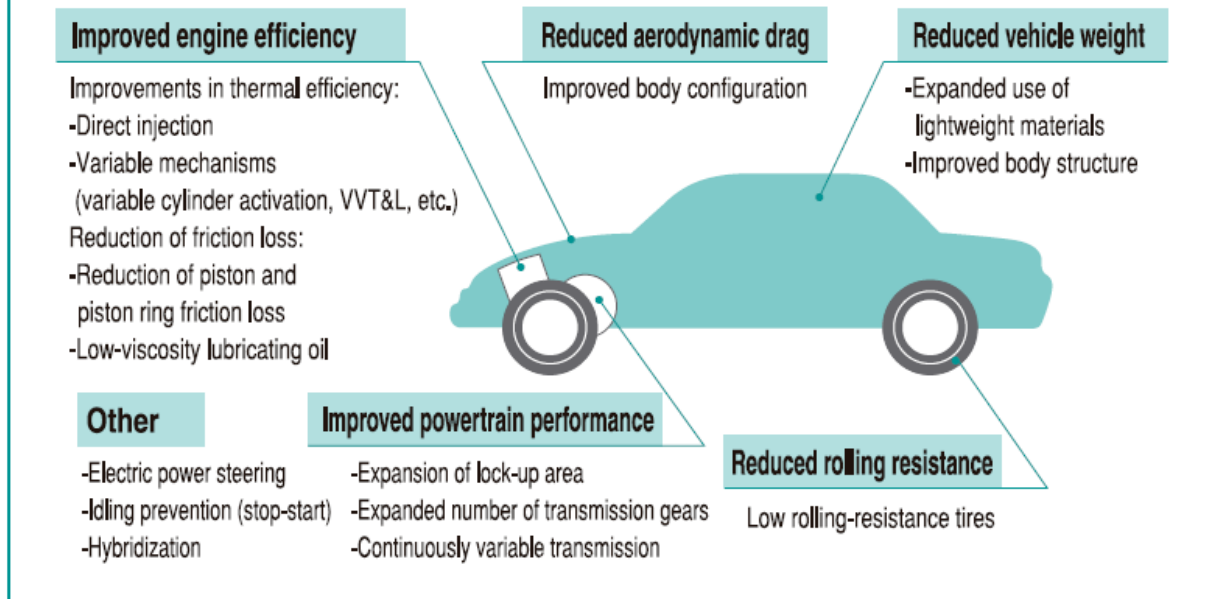 Improved engine efficiency
Improvements in thermal efficiency:
-Direct injection
-Variable mechanisms
(variable cylinder activation, VVT&L, etc.)
Reduction of friction loss:
-Reduction of piston and
piston ring friction loss
-Low-viscosity lubricating oil
Reduced aerodynamic drag
Improved body configuration
Reduced vehicle weight
-Expanded use of
lightweight materials
-Improved body structure
Other
-Electric power steering
-Idling prevention (stop-start)
-Hybridization
Improved powertrain performance
-Expansion of lock-up area
-Expanded number of transmission gears
-Continuously variable transmission
Reduced rolling resistance
Low rolling-resistance tires